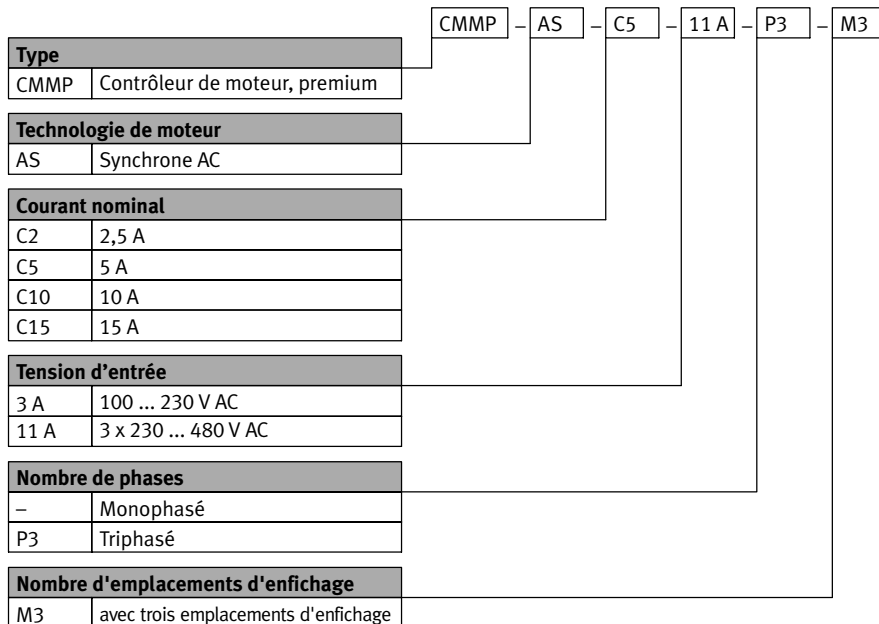 CMMP – AS – C5 – 11 A – P3 – M3
Type
CMMP Contrôleur de moteur, premium
Technologie de moteur
AS Synchrone AC
Courant nominal
C2 2,5 A
C5 5 A
C10 10 A
C15 15 A
Tension d'entrée
3 A 100 ... 230 V AC
11 A 3 x 230 ... 480 V AC
Nombre de phases
– Monophasé
P3 Triphasé
Nombre d'emplacements d'enfichage
M3 avec trois emplacements d'enfichage